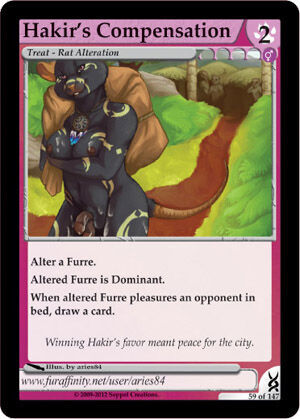 Hakir's Compensation 2
Treat - Rat Alteration
Alter a Furre.
Altered Furre is Dominant.
When altered Furre pleasures an opponent in
bed, draw a card.
Winning Hakir's favor meant peace for the city.
Illus. by aries84
www.furaffinity.net/user/aries84
© 2009-2012 Seppel Creations.
59 of 147